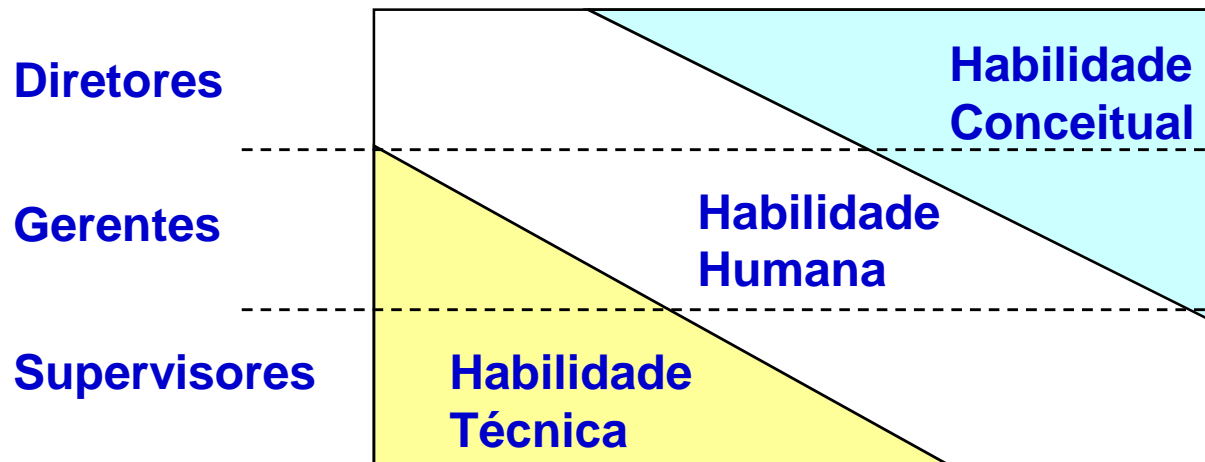 Diretores
Habilidade
Conceitual
Gerentes
Habilidade
Humana
Supervisores
Habilidade
Técnica